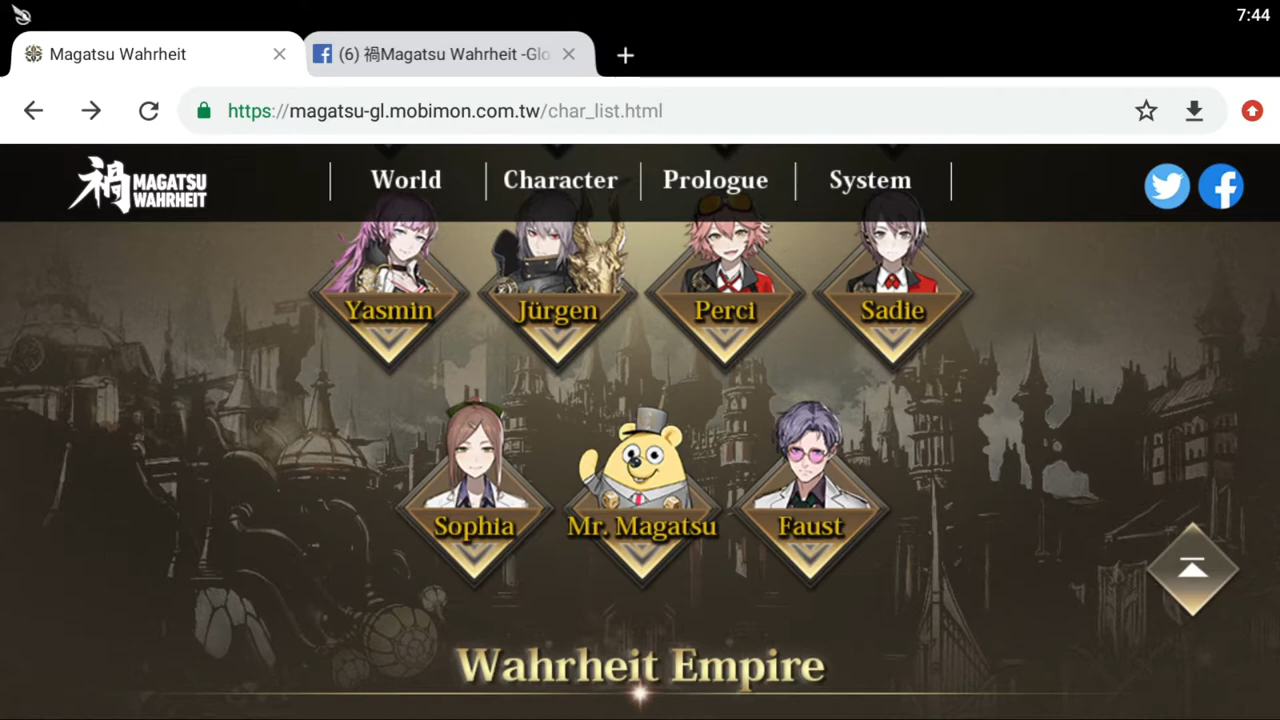 7:44
Magatsu Wahrheit
(6) 禍Magatsu Wahrheit -Glo
https://magatsu-gl.mobimon.com.tw/char_list.html
禍 MAGATSU WAHRHEIT
World
Character
Prologue
System
Yasmin
Jürgen
Perci
Sadie
Sophia
Mr. Magatsu
Faust
Wahrheit Empire